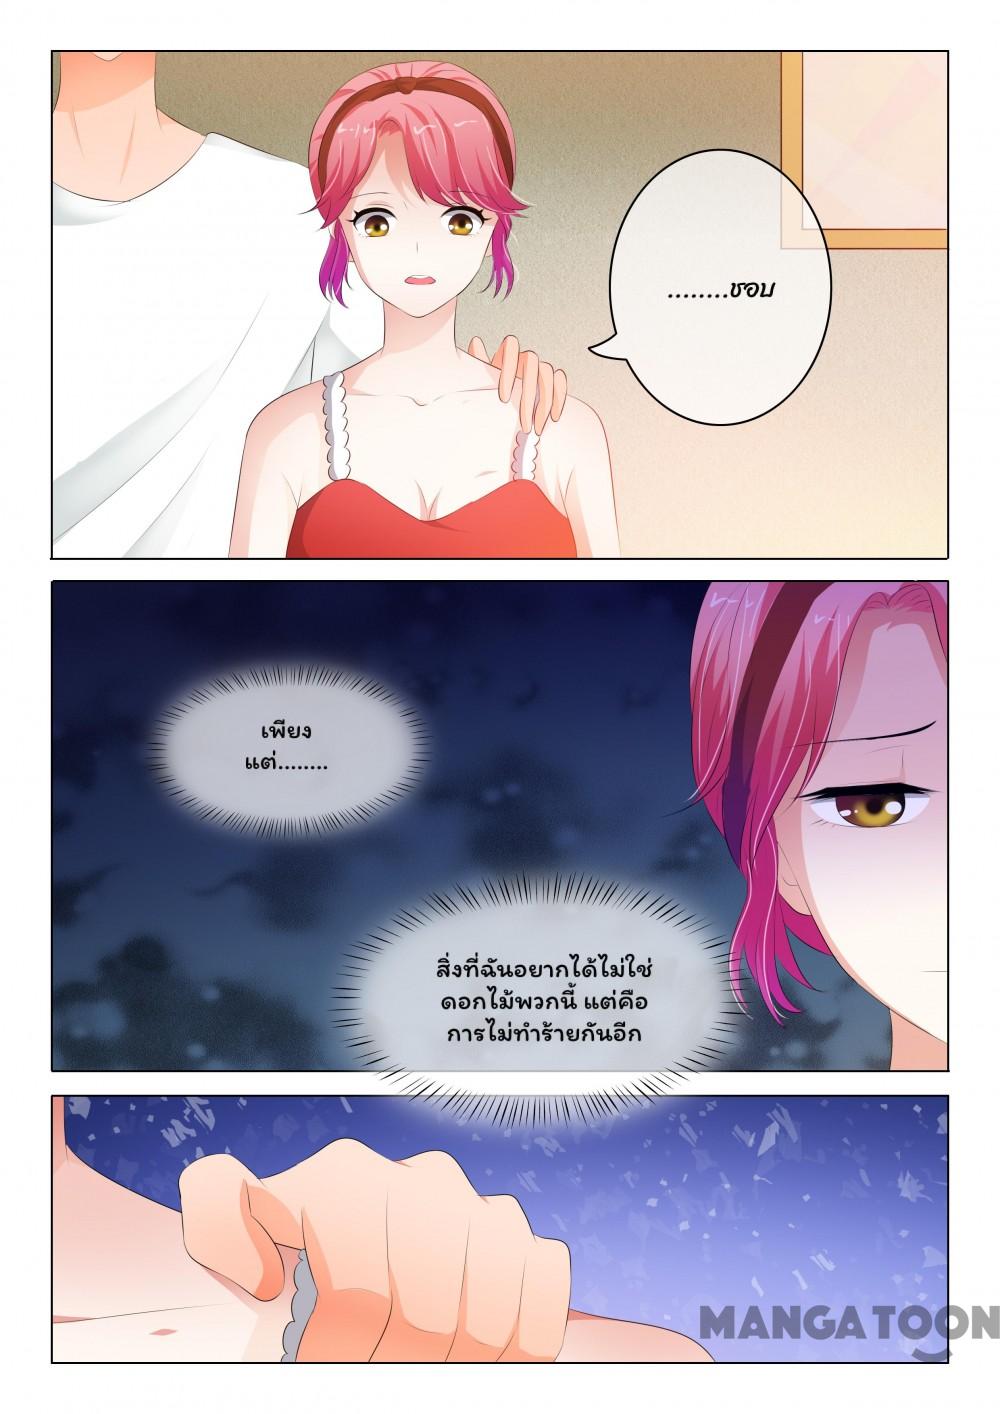 ........ชอบ
เพียง
แต่........
สิ่งที่ฉันอยากได้ไม่ใช่
ดอกไม้พวกนี้ แต่คือ
การไม่ทำร้ายกันอีก
MANGATOON